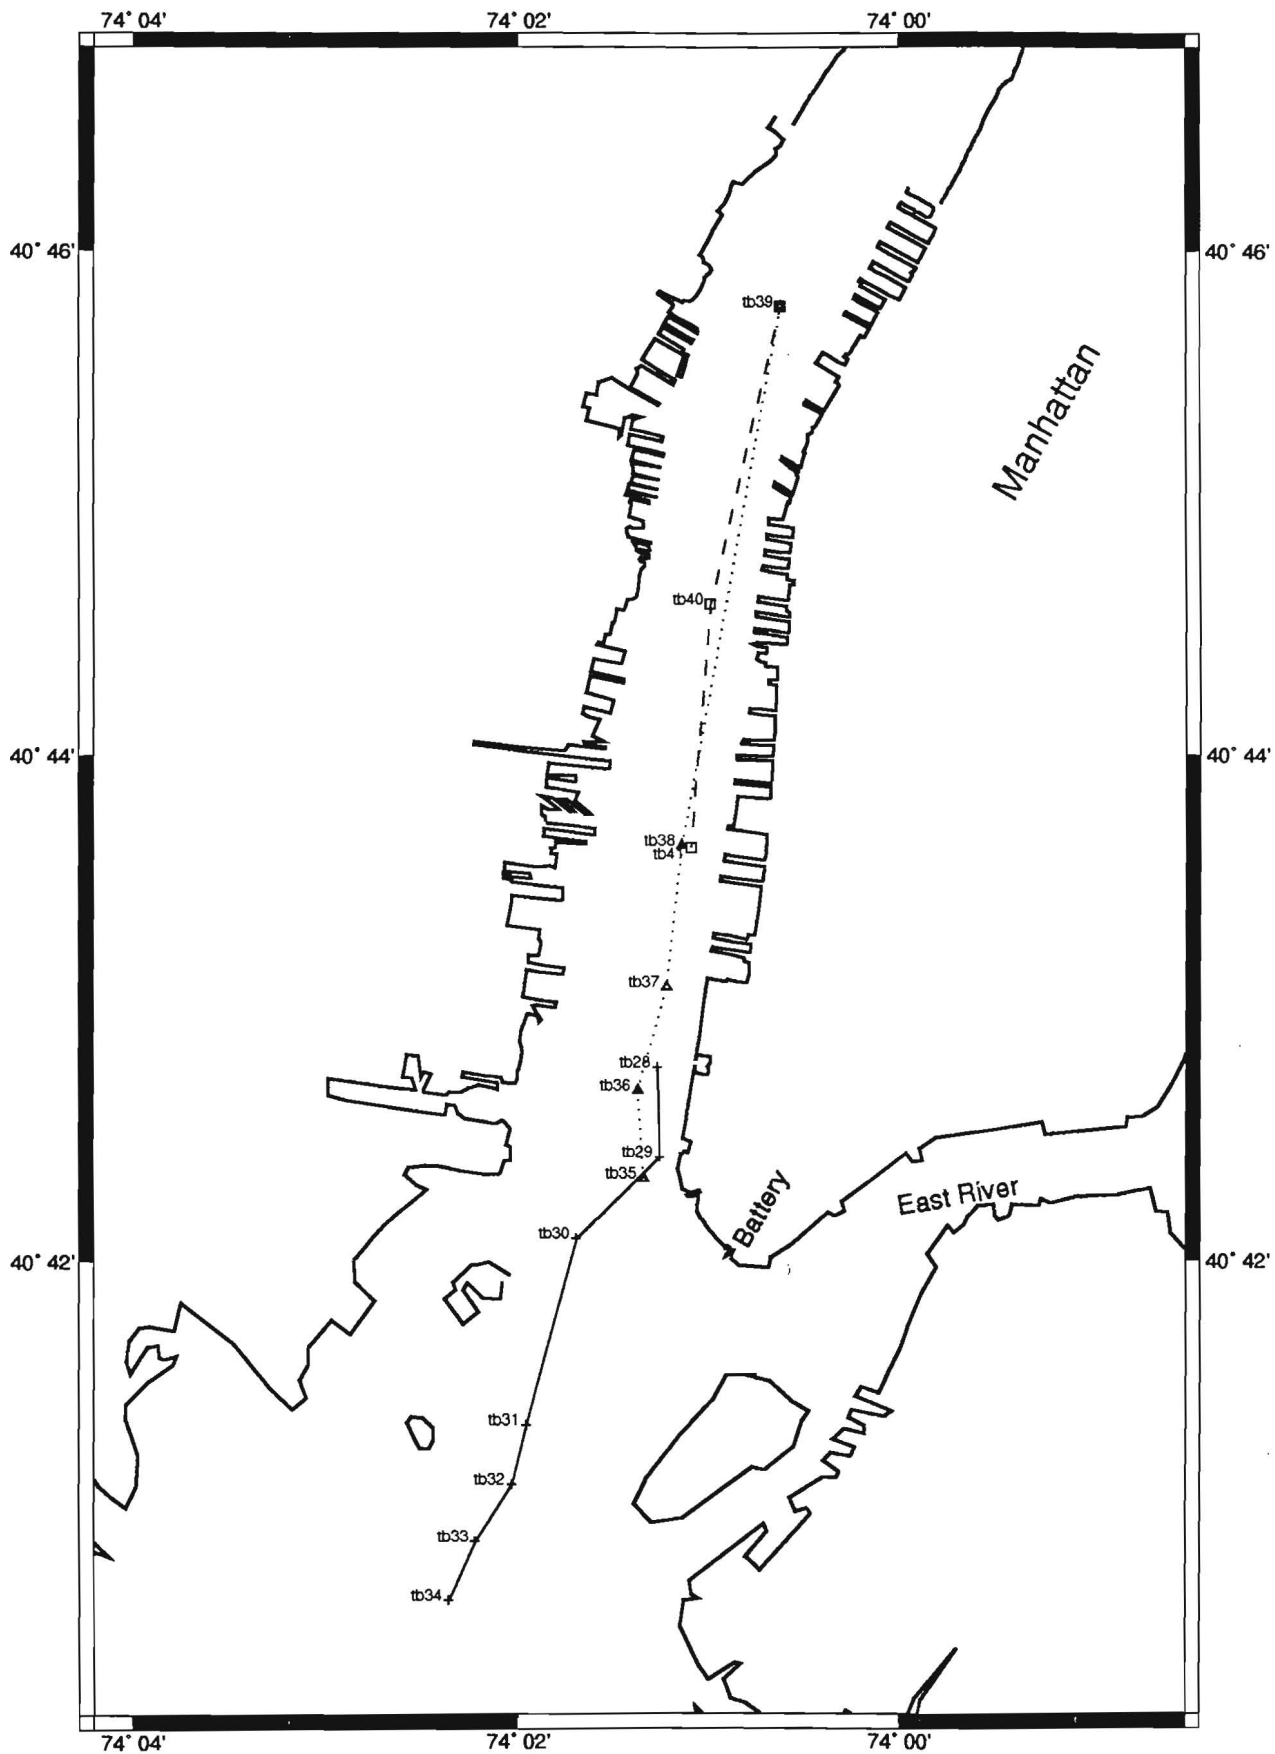 74° 04'
74° 02'
74° 00'
40° 46'
40° 46'
tb39
Manhattan
tb40
40° 44'
40° 44'
tb38
tb4
tb37
tb28
tb36
tb29
tb35
Battery
East River
tb30
40° 42'
40° 42'
tb31
tb32
tb33
tb34
74° 04'
74° 02'
74° 00'